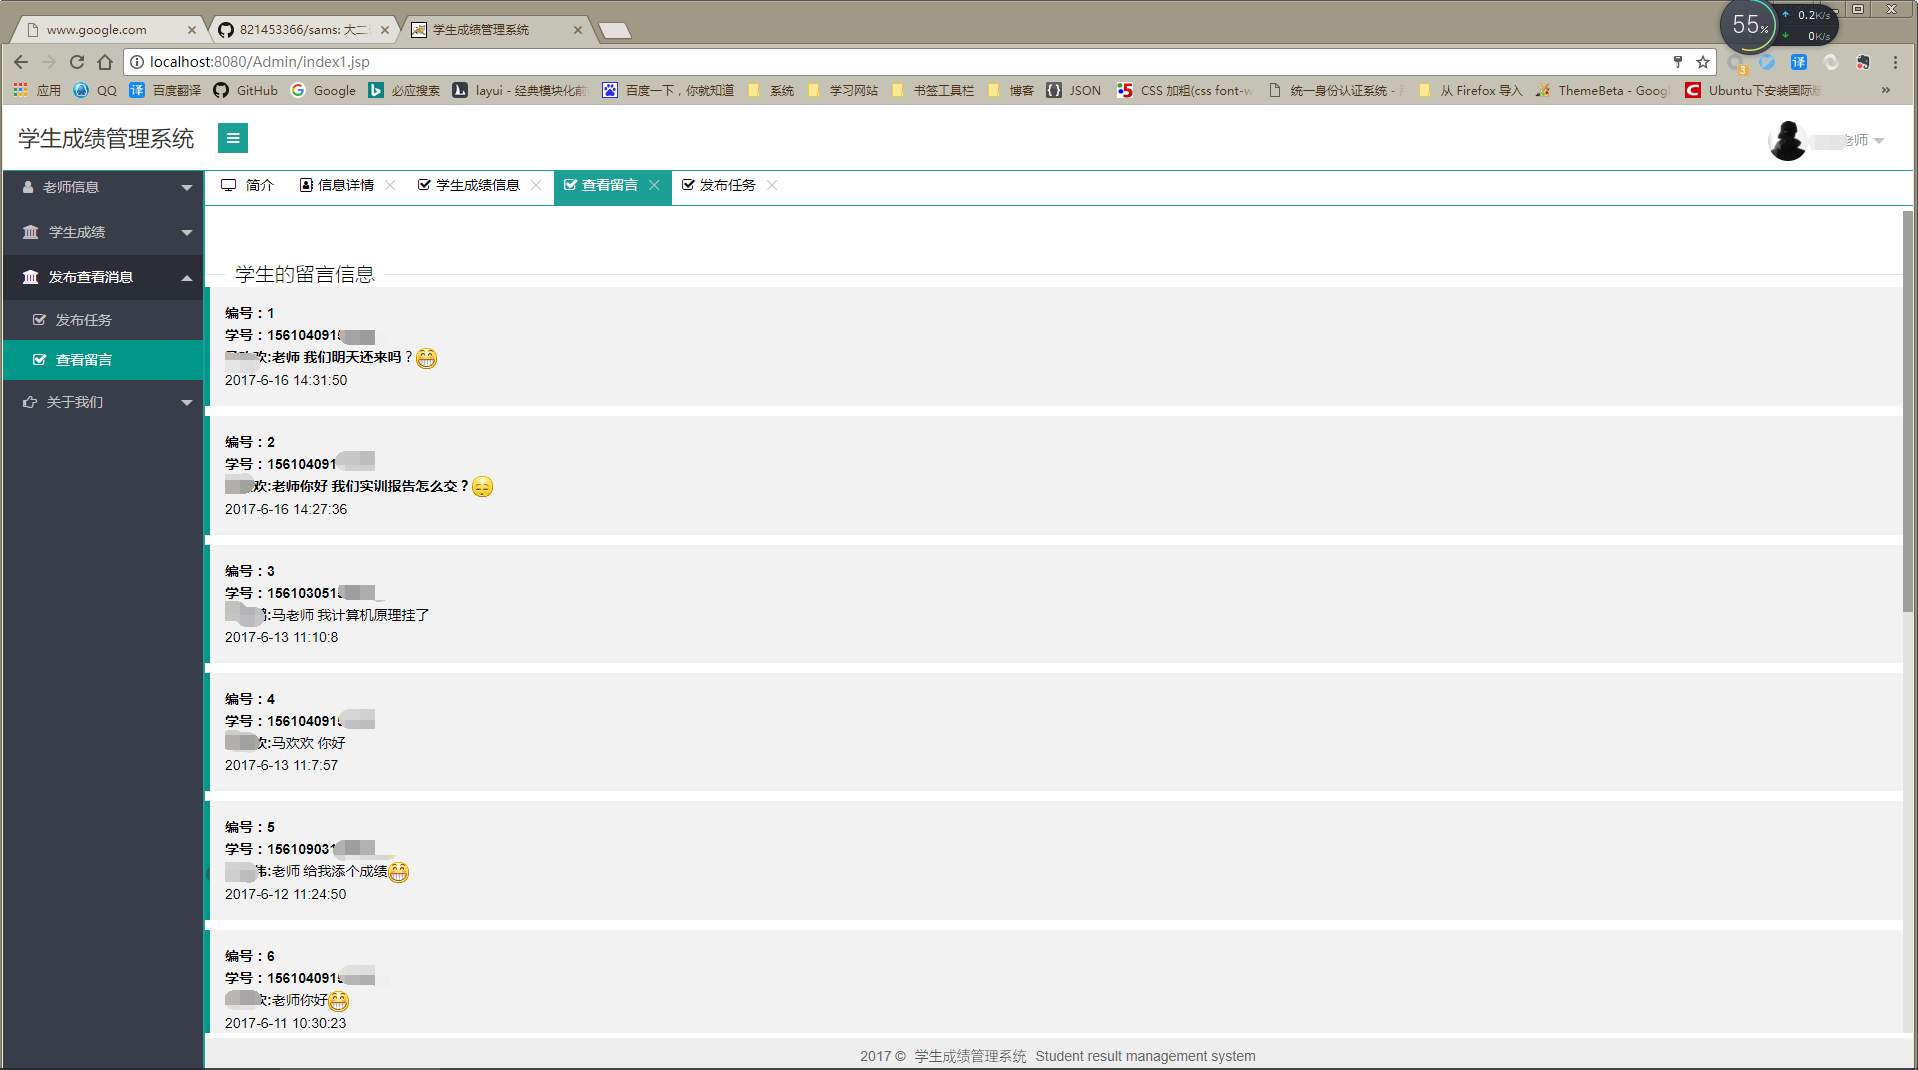 www.google.com
821453366/sams: 大二
学生成绩管理系统
55%
0.2K/s
0K/s
localhost:8080/Admin/index1.jsp
3
译
应用
QQ
译 百度翻译
GitHub
Google
必应搜索
layui - 经典模块化前
百度一下，你就知道
系统
学习网站
书签工具栏
博客
JSON
CSS 加粗(css font-w
统一身份认证系统 -
从 Firefox 导入
ThemeBeta - Googl
Ubuntu下安装国际版
»
学生成绩管理系统
老师
老师信息
学生成绩
发布查看消息
发布任务
查看留言
关于我们
简介
信息详情
学生成绩信息
查看留言
发布任务
学生的留言信息
编号：1
学号：156104091
欢:老师 我们明天还来吗？
2017-6-16 14:31:50
编号：2
学号：156104091
欢:老师你好 我们实训报告怎么交？
2017-6-16 14:27:36
编号：3
学号：156103051
:马老师 我计算机原理挂了
2017-6-13 11:10:8
编号：4
学号：156104091
欢:马欢欢 你好
2017-6-13 11:7:57
编号：5
学号：156109031
伟:老师 给我添个成绩
2017-6-12 11:24:50
编号：6
学号：156104091
欢:老师你好
2017-6-11 10:30:23
2017 © 学生成绩管理系统 Student result management system